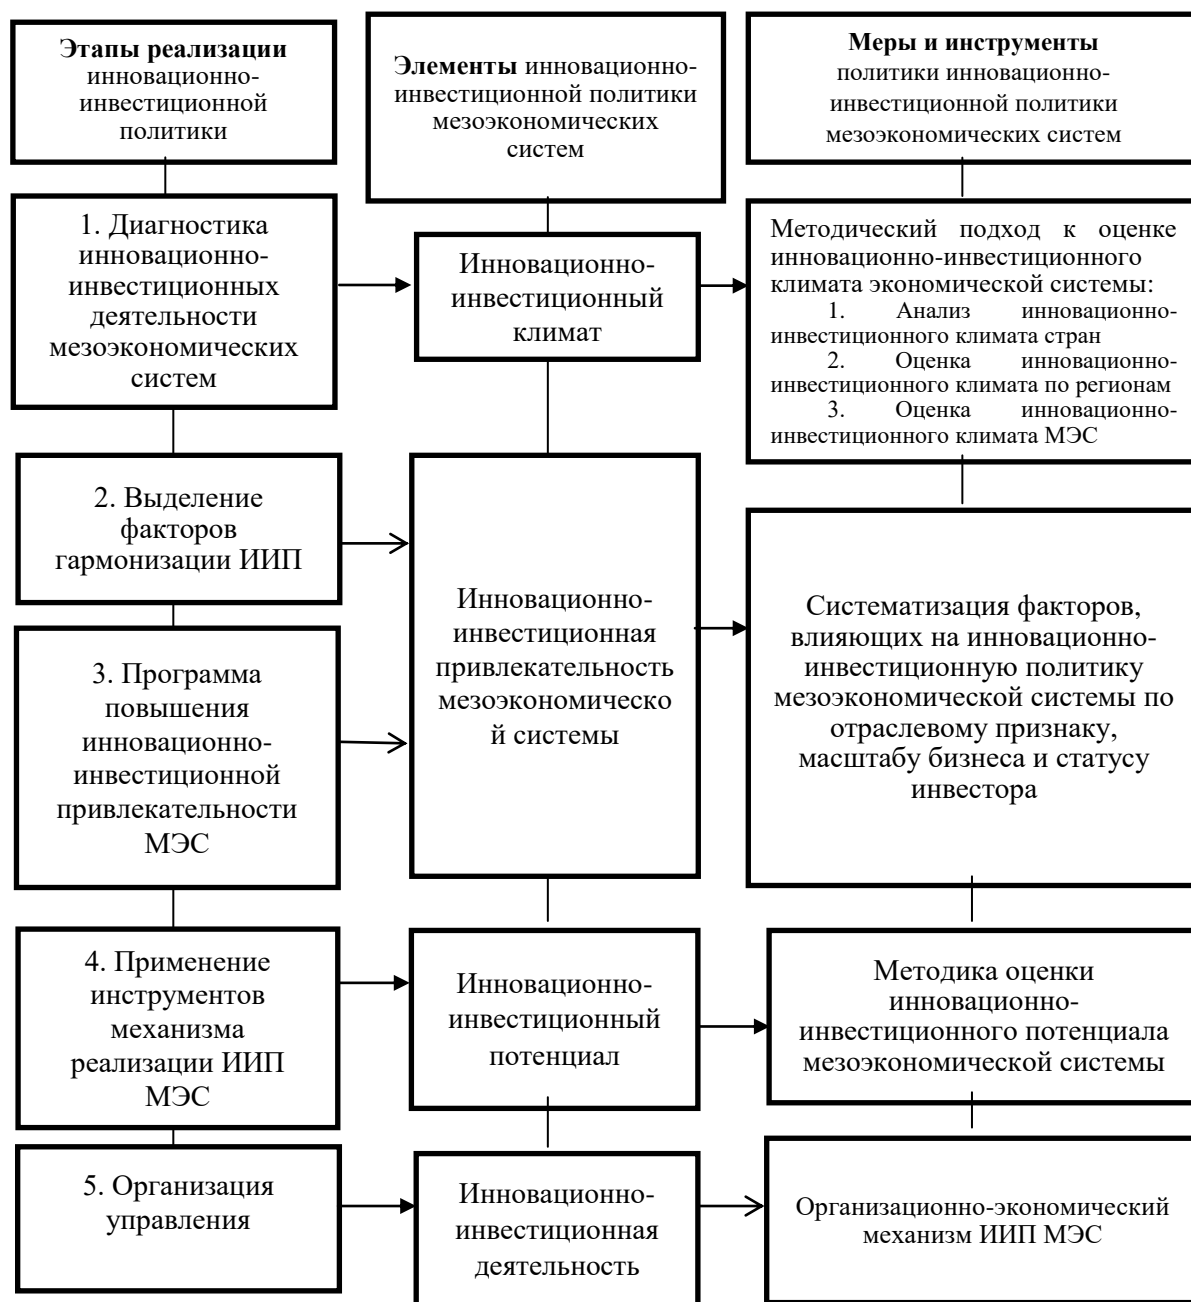 Этапы реализации
инновационно-
инвестиционной
политики
Элементы инновационно-
инвестиционной политики
мезоэкономических
систем
Меры и инструменты
политики инновационно-
инвестиционной политики
мезоэкономических систем
1. Диагностика
инновационно-
инвестиционных
деятельности
мезоэкономических
систем
Инновационно-
инвестиционный
климат
Методический подход к оценке
инновационно-инвестиционного
климата экономической системы:
1. Анализ инновационно-
инвестиционного климата стран
2. Оценка инновационно-
инвестиционного климата по регионам
3. Оценка инновационно-
инвестиционного климата МЭС
2. Выделение
факторов
гармонизации ИИП
3. Программа
повышения
инновационно-
инвестиционной
привлекательности
МЭС
Инновационно-
инвестиционная
привлекательность
мезоэкономическо
й системы
Систематизация факторов,
влияющих на инновационно-
инвестиционную политику
мезоэкономической системы по
отраслевому признаку,
масштабу бизнеса и статусу
инвестора
4. Применение
инструментов
механизма
реализации ИИП
МЭС
Инновационно-
инвестиционный
потенциал
Методика оценки
инновационно-
инвестиционного потенциала
мезоэкономической системы
5. Организация
управления
Инновационно-
инвестиционная
деятельность
Организационно-экономический
механизм ИИП МЭС